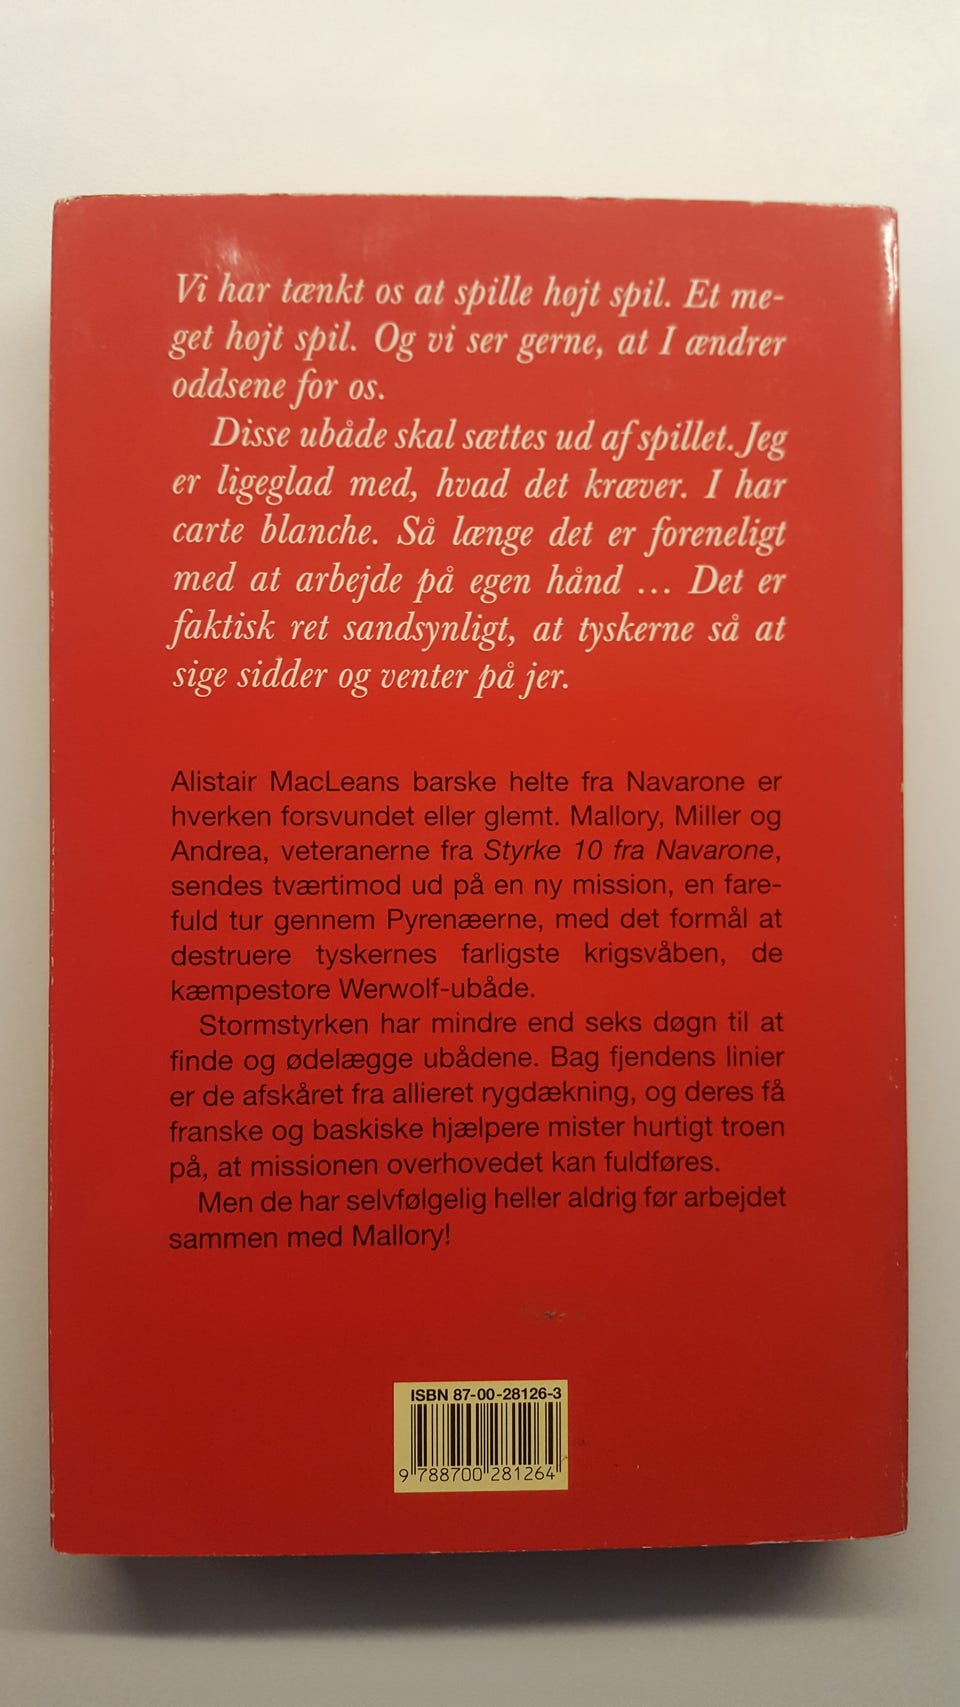 Vi har tænkt os at spille højt spil. Et me-
get højt spil. Og vi ser gerne, at I ændrer
oddsene for os.
Disse ubåde skal sættes ud af spillet. Jeg
er ligeglad med, hvad det kræver. I har
carte blanche. Så længe det er foreneligt
med at arbejde på egen hånd ... Det er
faktisk ret sandsynligt, at tyskerne så at
sige sidder og venter på jer.
Alistair MacLeans barske helte fra Navarone er
hverken forsvundet eller glemt. Mallory, Miller og
Andrea, veteranerne fra Styrke 10 fra Navarone,
sendes tværtimod ud på en ny mission, en fare-
fuld tur gennem Pyrenæerne, med det formål at
destruere tyskernes farligste krigsvåben, de
kæmpestore Werwolf-ubåde.
Stormstyrken har mindre end seks døgn til at
finde og ødelægge ubådene. Bag fjendens linier
er de afskåret fra allieret rygdækning, og deres få
franske og baskiske hjælpere mister hurtigt troen
på, at missionen overhovedet kan fuldføres.
Men de har selvfølgelig heller aldrig før arbejdet
sammen med Mallory!
ISBN 87-00-28126-3
9 788700 281264